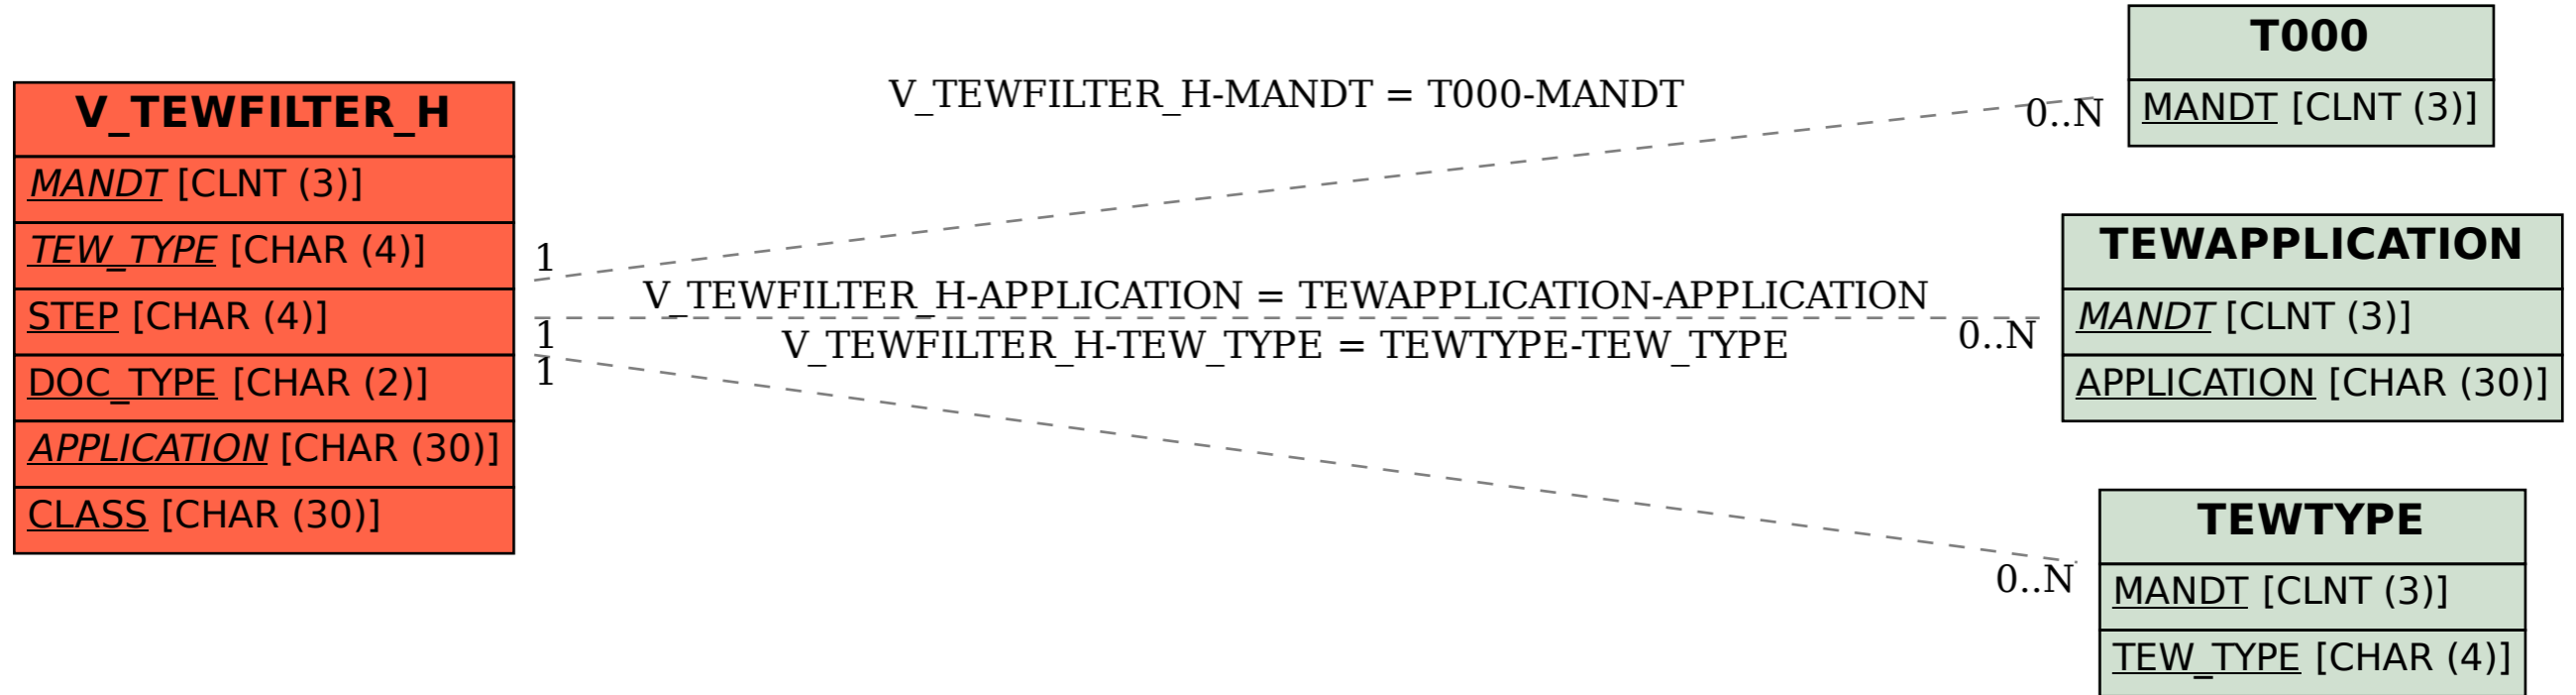 V_TEWFILTER_H
MANDT [CLNT (3)]
TEW_TYPE [CHAR (4)]
STEP [CHAR (4)]
DOC_TYPE [CHAR (2)]
APPLICATION [CHAR (30)]
CLASS [CHAR (30)]
V_TEWFILTER_H-MANDT = T000-MANDT
1
0..N
V_TEWFILTER_H-APPLICATION = TEWAPPLICATION-APPLICATION
1
0..N
V_TEWFILTER_H-TEW_TYPE = TEWTYPE-TEW_TYPE
1
0..N
T000
MANDT [CLNT (3)]
TEWAPPLICATION
MANDT [CLNT (3)]
APPLICATION [CHAR (30)]
TEWTYPE
MANDT [CLNT (3)]
TEW_TYPE [CHAR (4)]